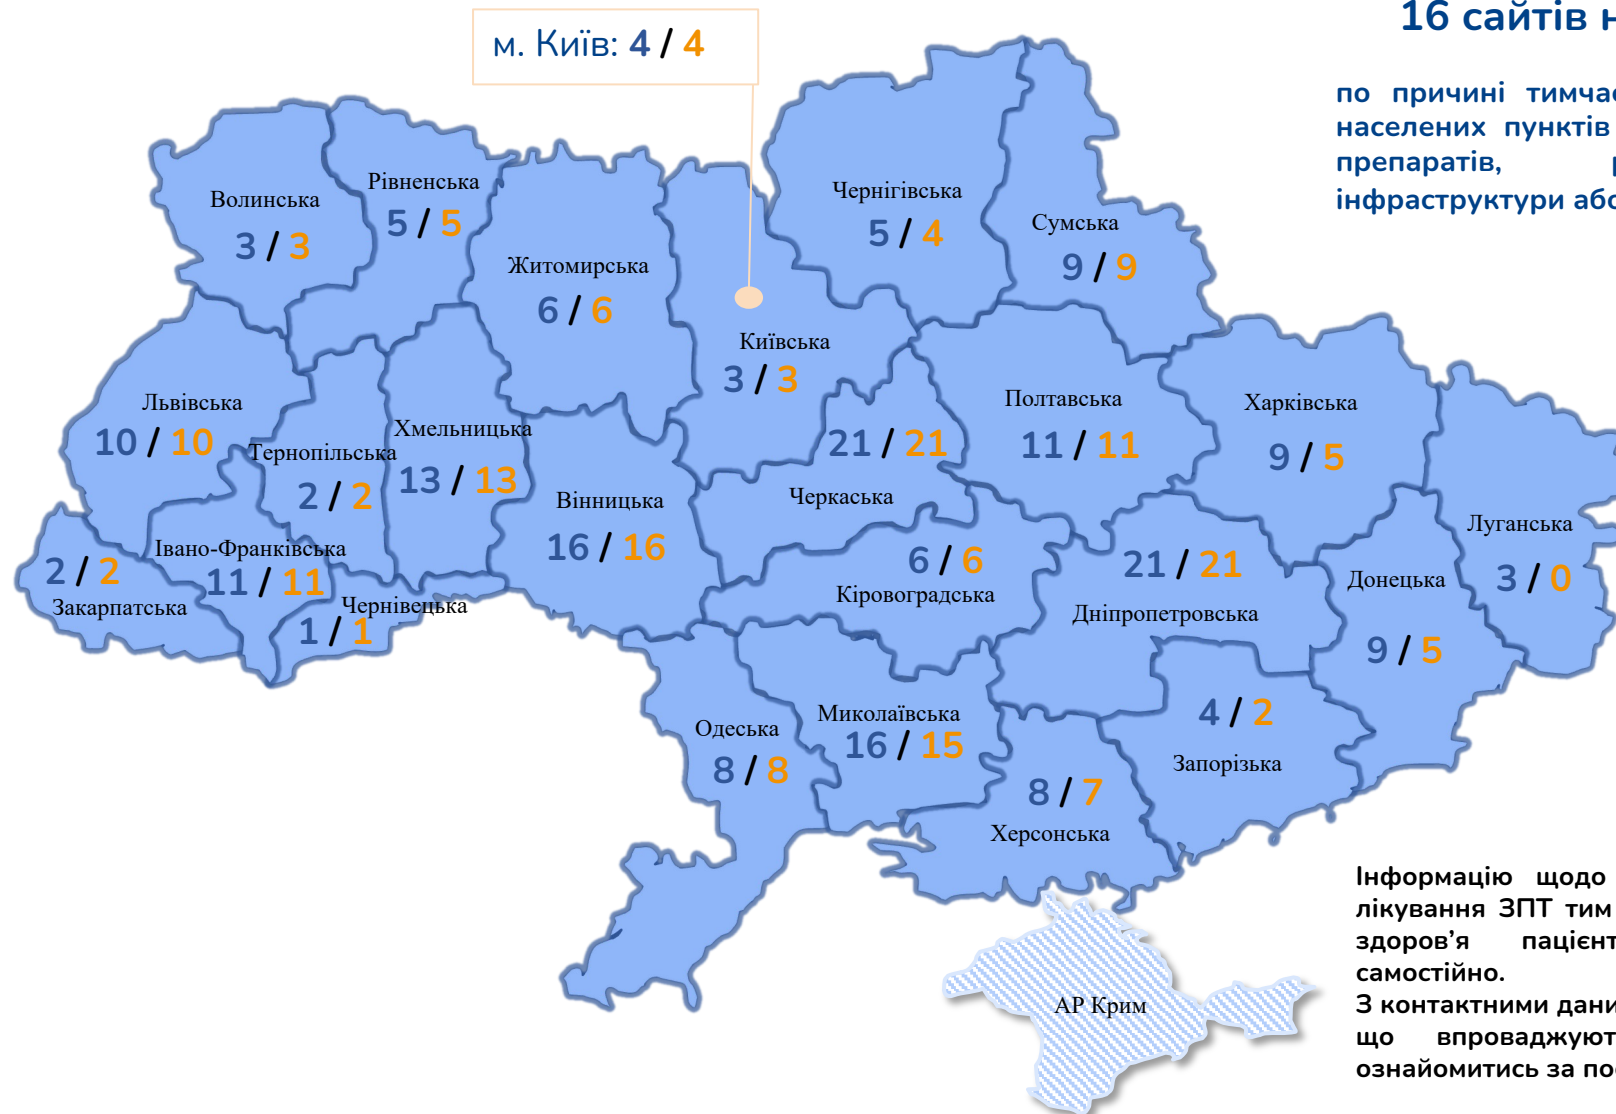 16 сайтів
м. Київ: 4 / 4
по причині
населених пунктів
препаратів,
інфраструктури або
Волинська
3 / 3
Рівненська
5 / 5
Житомирська
6 / 6
Чернігівська
5 / 4
Сумська
9 / 9
Київська
3 / 3
Львівська
10 / 10
Тернопільська
2 / 2
Хмельницька
13 / 13
Вінницька
16 / 16
21 / 21
Черкаська
Полтавська
11 / 11
Харківська
9 / 5
Луганська
3 / 0
2 / 2
Закарпатська
Івано-Франківська
11 / 11
Чернівецька
1 / 1
6 / 6
Кіровоградська
21 / 21
Дніпропетровська
Донецька
9 / 5
Одеська
8 / 8
Миколаївська
16 / 15
4 / 2
Запорізька
8 / 7
Херсонська
АР Крим
Інформацію щодо
лікування ЗПТ тим
здоров’я
самостійно.
З контактними
що
ознайомитись за